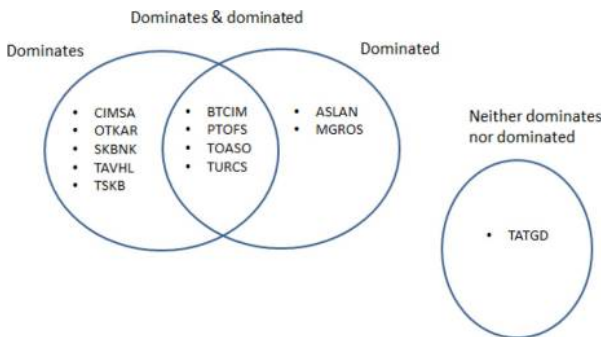 Dominates & dominated
Dominates
Dominated
• CIMSA
• OTKAR
• SKBNK
• TAVHL
• TSKB
• BTCIM
• PTOFS
• TOASO
• TURCS
• ASLAN
• MGROS
Neither dominates
nor dominated
• TATGD